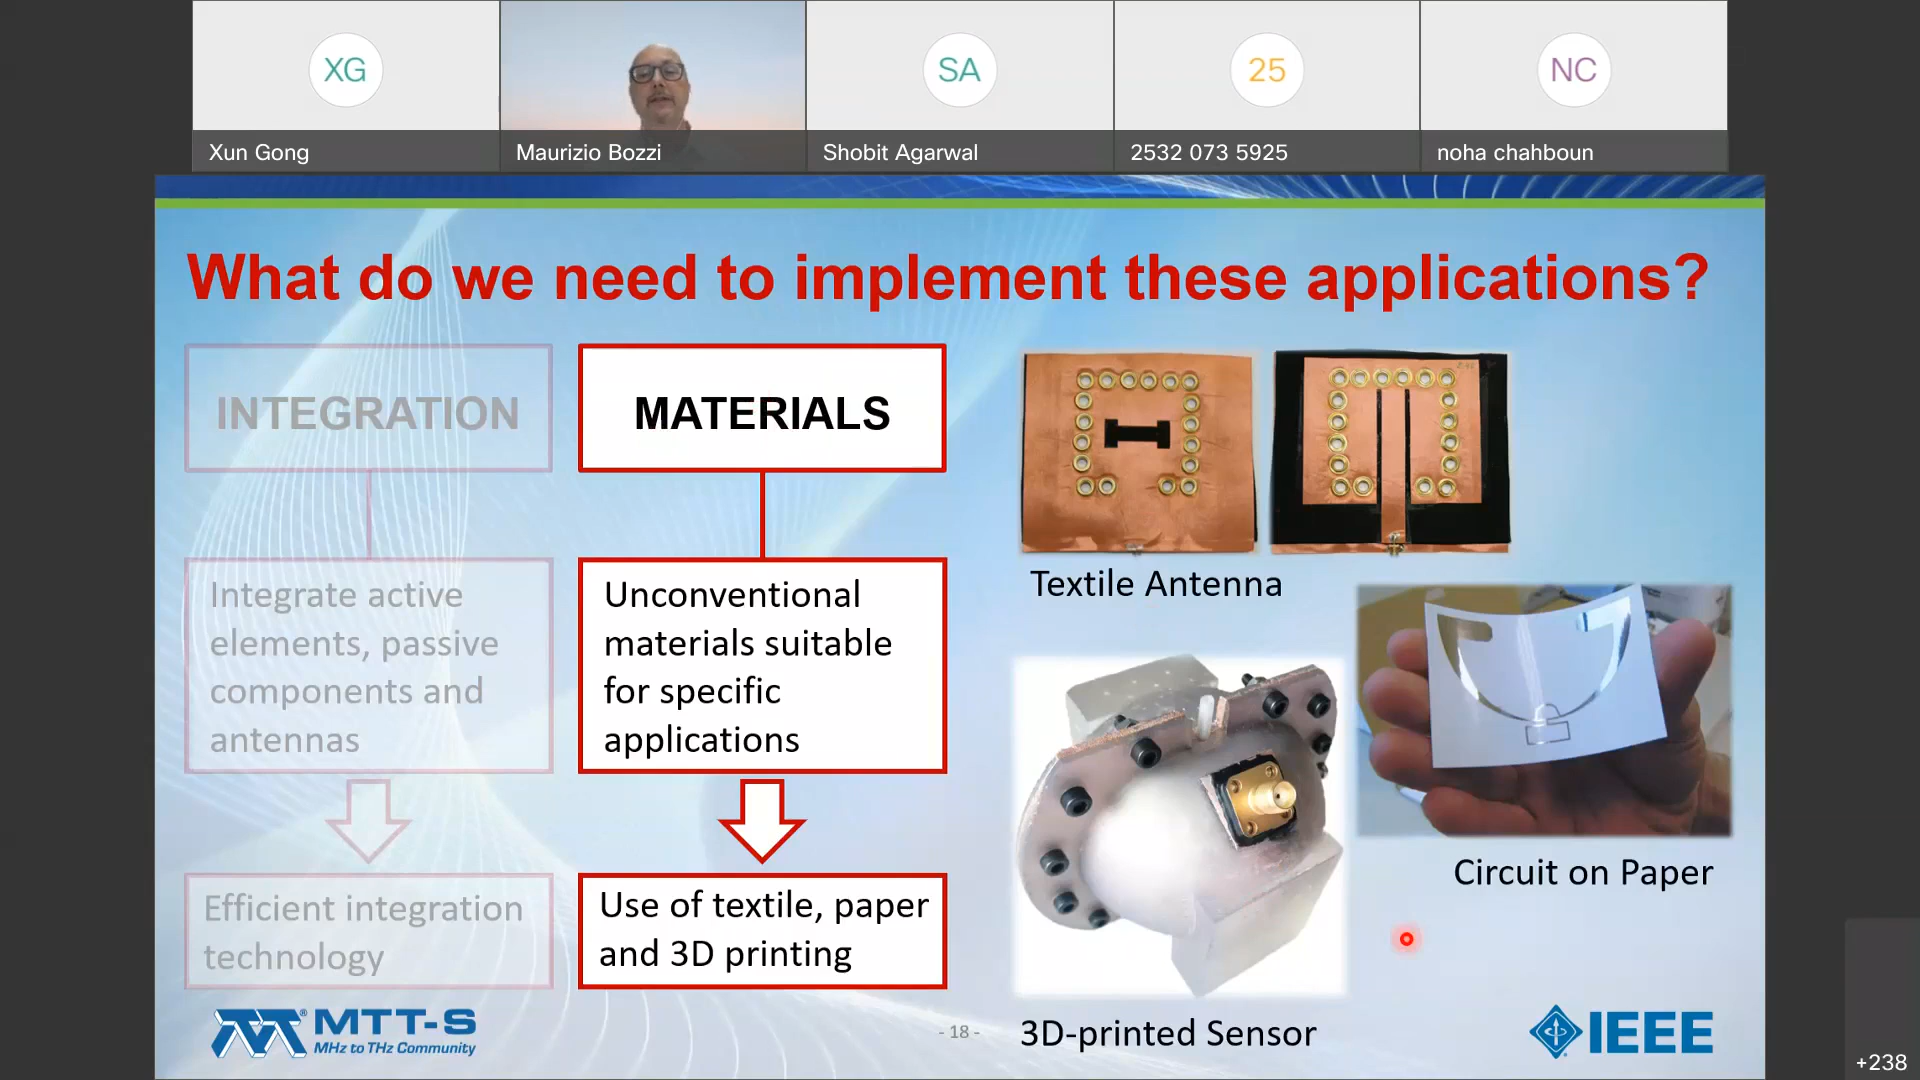 XG
SA
25
NC
Xun Gong
Maurizio Bozzi
Shobit Agarwal
2532 073 5925
noha chahboun
What do we need to implement these applications?
INTEGRATION
Integrate active
elements, passive
components and
antennas
Efficient integration
technology
MATERIALS
Unconventional
materials suitable
for specific
applications
Use of textile, paper
and 3D printing
Textile Antenna
Circuit on Paper
3D-printed Sensor
MTT-S
MHz to THz Community
- 18 -
IEEE
+238